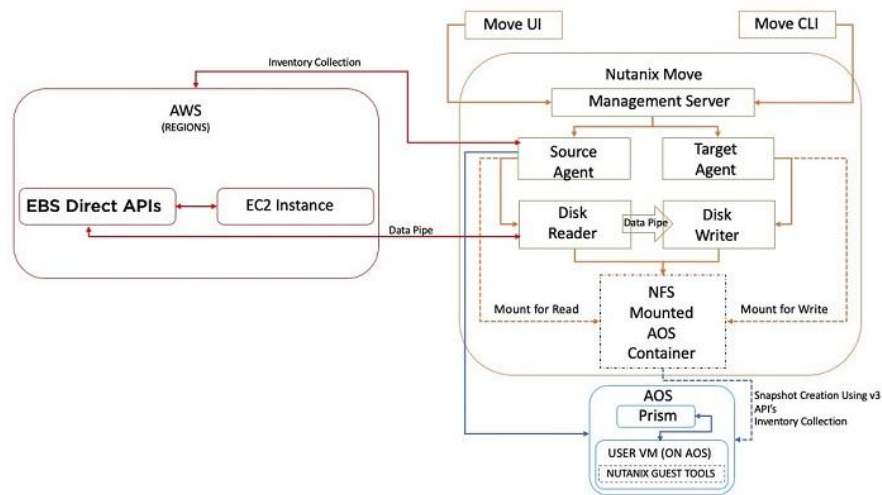 Move UI
Move CLI
Inventory Collection
Nutanix Move
Management Server
AWS
(REGIONS)
Source
Agent
Target
Agent
EBS Direct APIs
EC2 Instance
Data Pipe
Disk
Reader
Data Pipe
Disk
Writer
NFS
Mounted
AOS
Container
Mount for Read
Mount for Write
Snapshot Creation Using v3
API's
Inventory Collection
AOS
Prism
USER VM (ON AOS)
NUTANIX GUEST TOOLS